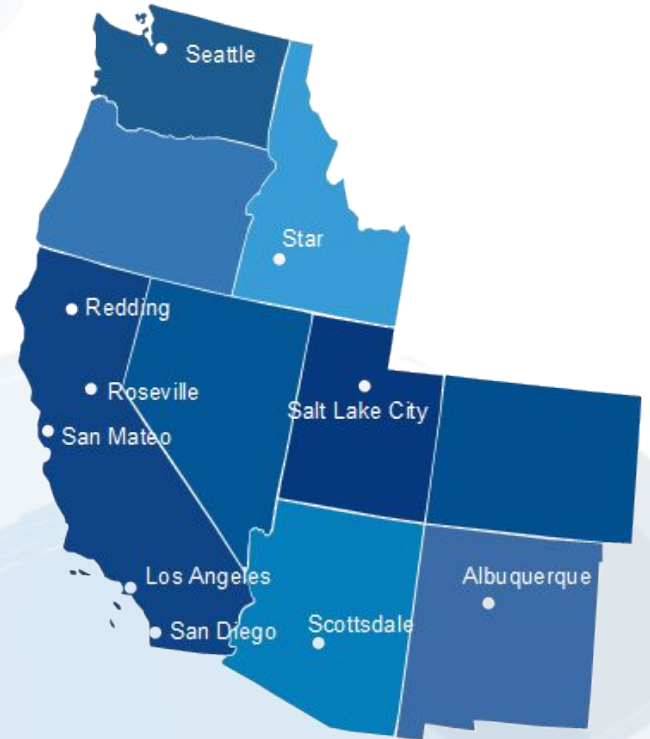 Seattle
Star
Redding
Roseville
Salt Lake City
San Mateo
Los Angeles
Albuquerque
San Diego
Scottsdale